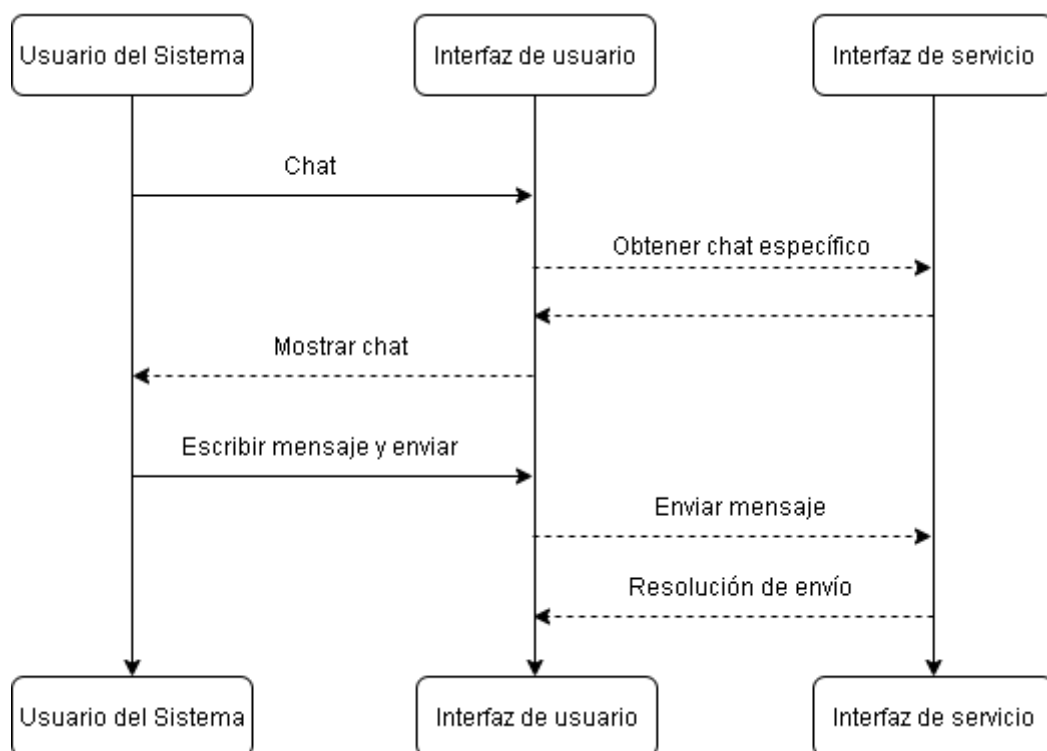 Usuario del Sistema
Interfaz de usuario
Interfaz de servicio
Chat
Obtener chat específico
Mostrar chat
Escribir mensaje y enviar
Enviar mensaje
Resolución de envío
Usuario del Sistema
Interfaz de usuario
Interfaz de servicio